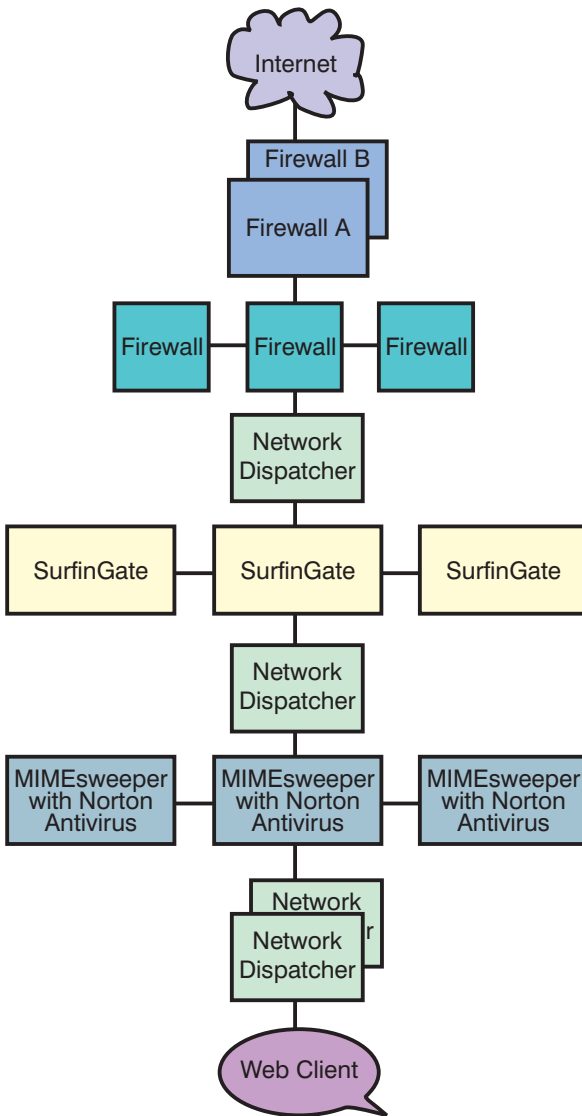 Internet
Firewall B
Firewall A
Firewall
Firewall
Firewall
Network
Dispatcher
SurfinGate
SurfinGate
SurfinGate
Network
Dispatcher
MIMEsweeper
with Norton
Antivirus
MIMEsweeper
with Norton
Antivirus
MIMEsweeper
with Norton
Antivirus
Network
r
Network
Dispatcher
Web Client